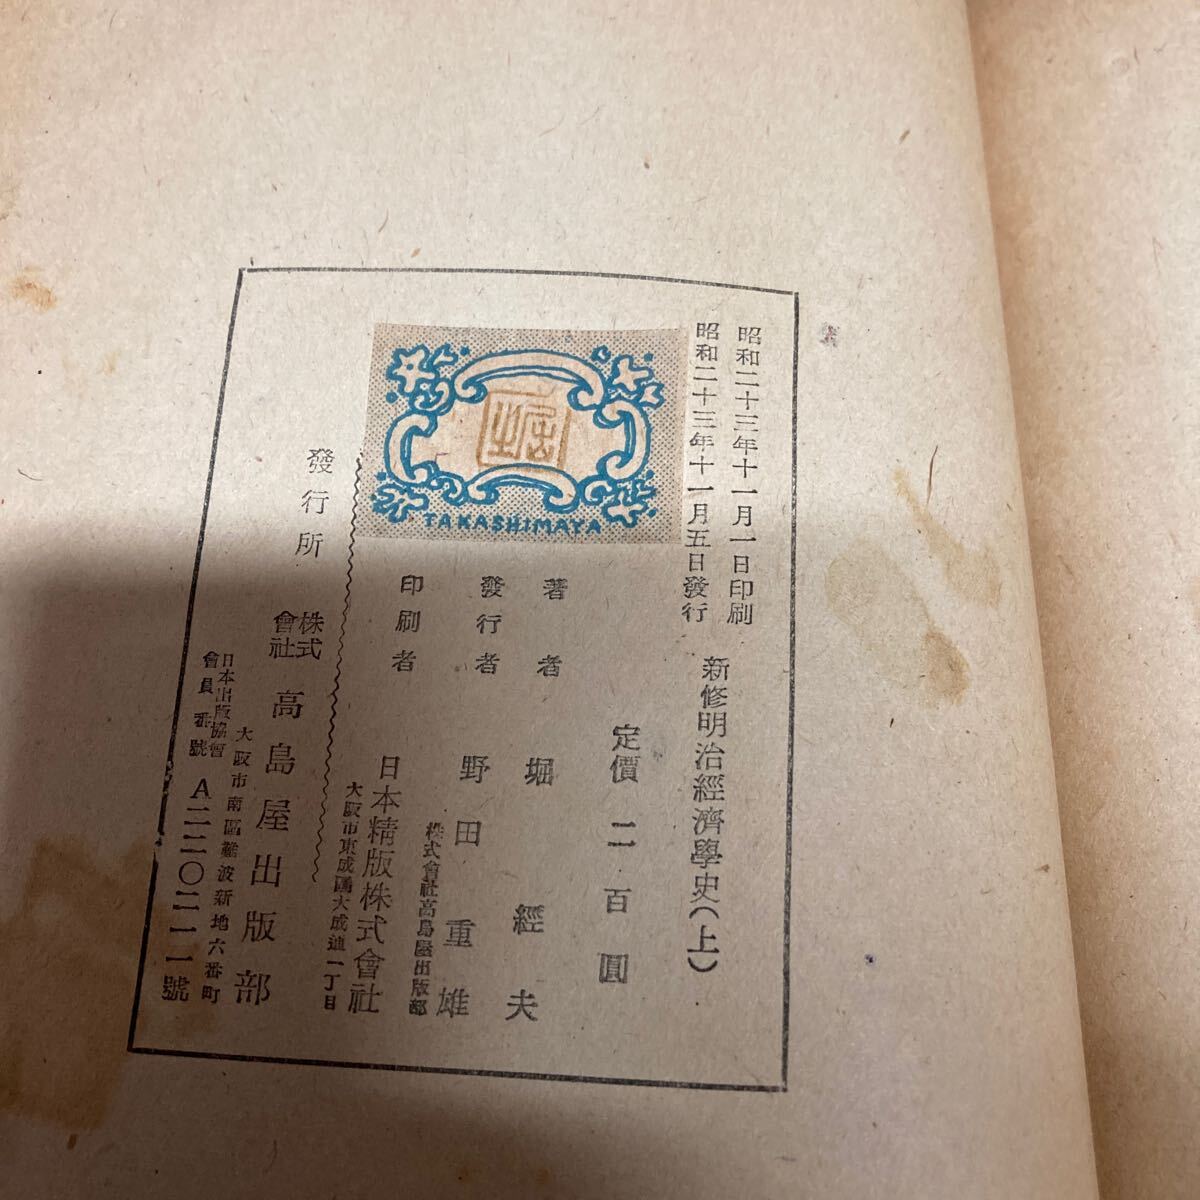 昭和二十三年十一月一日印刷
昭和二十三年十一月五日發行
新修明治經濟學史(上)
定價二百圓
著者 堀經夫
發行者 野田重雄
株式會社高島屋出版部
印刷者 日本精版株式會社
大阪市東成區大成通一丁目
TAKASHIMAYA
發行所 株式會社 高島屋出版部
大阪市南區難波新地六番町
日本出版協會
會員番號 A二二〇二一一號